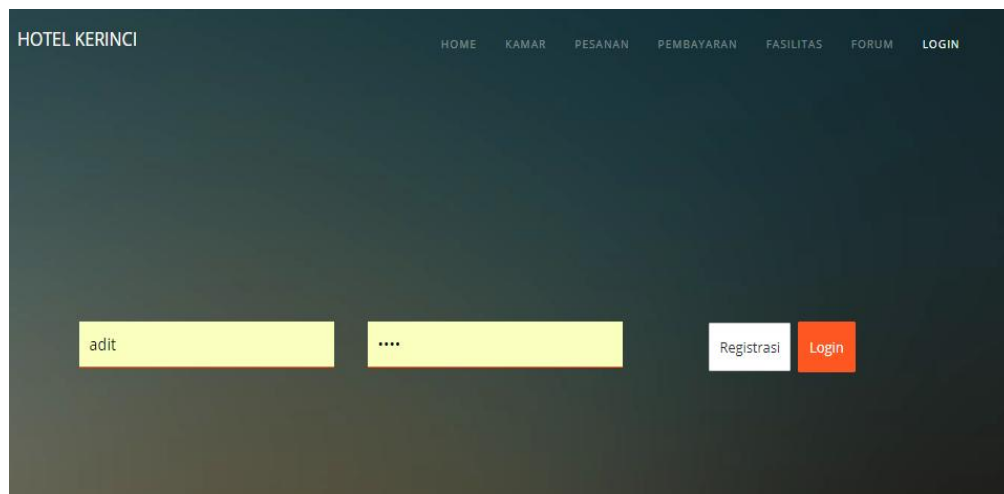 HOTEL KERINCI
HOME KAMAR PESANAN PEMBAYARAN FASILITAS FORUM LOGIN
adit •••• Registrasi Login